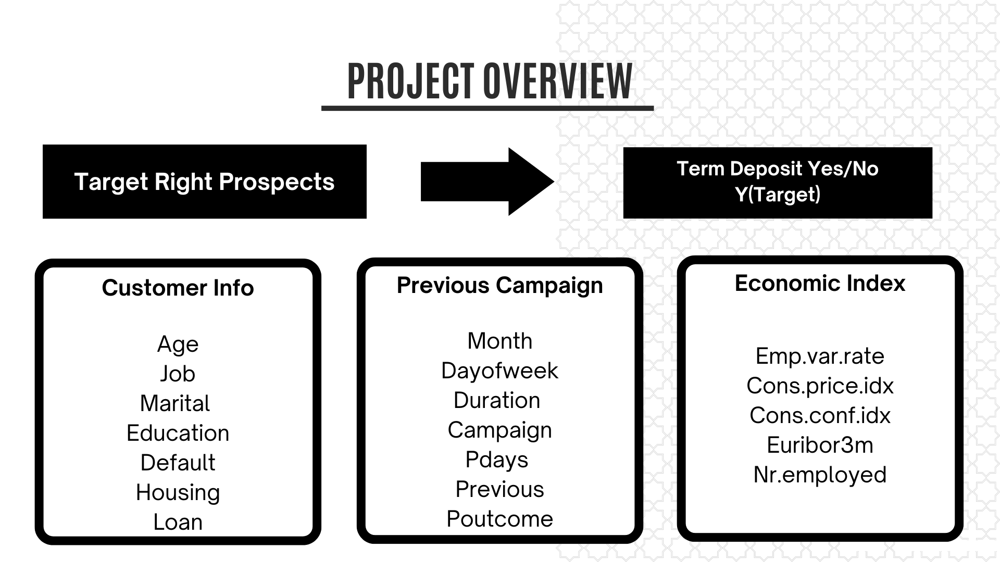 PROJECT OVERVIEW
Target Right Prospects
Term Deposit Yes/No
Y(Target)
Customer Info
Age
Job
Marital
Education
Default
Housing
Loan
Previous Campaign
Month
Dayofweek
Duration
Campaign
Pdays
Previous
Poutcome
Economic Index
Emp.var.rate
Cons.price.idx
Cons.conf.idx
Euribor3m
Nr.employed